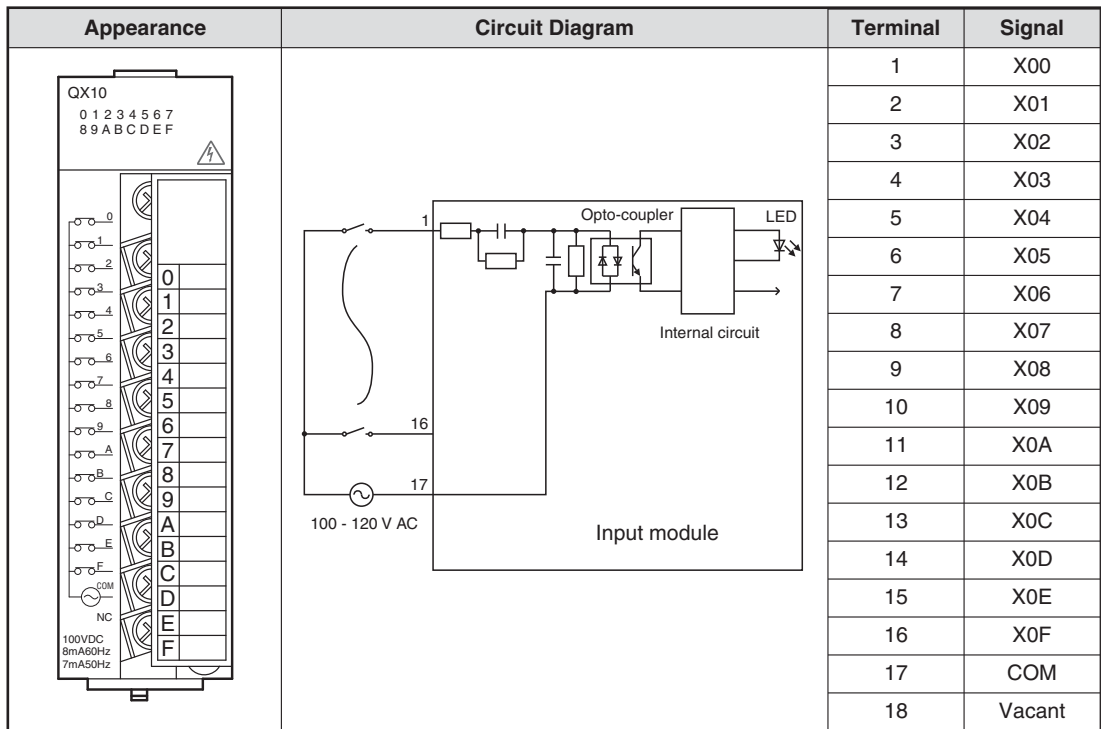 Appearance
Circuit Diagram
Terminal Signal
QX10
0 1 2 3 4 5 6 7
8 9 A B C D E F
0
1
2
3
4
5
6
7
8
9
A
B
C
D
E
F
COM
NC
100VDC
8mA60Hz
7mA50Hz
0
1
2
3
4
5
6
7
8
9
A
B
C
D
E
F
1
Opto-coupler
LED
Internal circuit
16
17
100 - 120 V AC
Input module
1 X00
2 X01
3 X02
4 X03
5 X04
6 X05
7 X06
8 X07
9 X08
10 X09
11 X0A
12 X0B
13 X0C
14 X0D
15 X0E
16 X0F
17 COM
18 Vacant